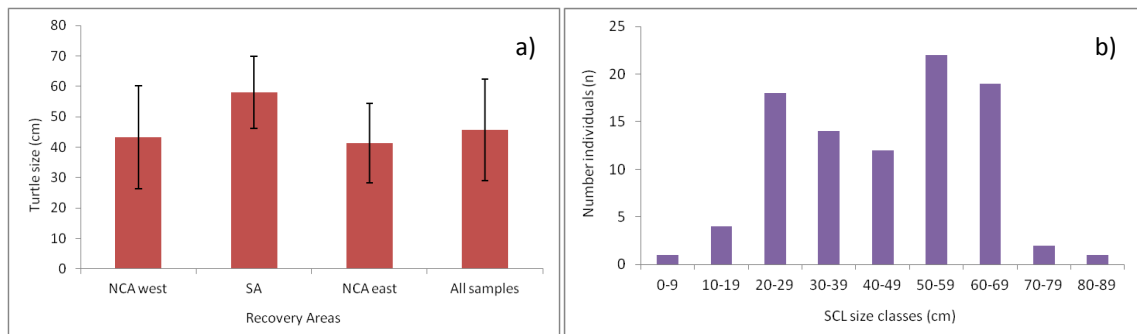 a)
Turtle size (cm)
80
70
60
50
40
30
20
10
0
NCA west SA NCA east All samples
Recovery Areas
b)
Number individuals (n)
25
20
15
10
5
0
0-9 10-19 20-29 30-39 40-49 50-59 60-69 70-79 80-89
SCL size classes (cm)